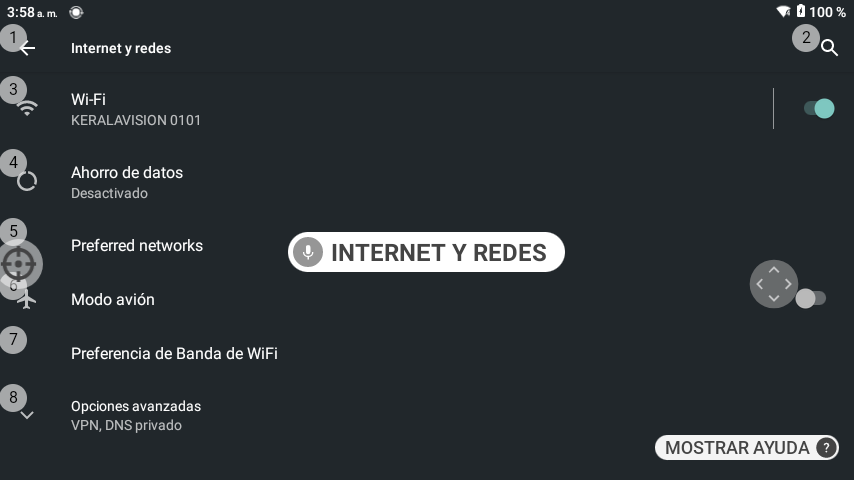 3:58 a. m.
100 %
1
Internet y redes
2
3
Wi-Fi
KERALAVISION 0101
4
Ahorro de datos
Desactivado
5
Preferred networks
INTERNET Y REDES
6
Modo avión
7
Preferencia de Banda de WiFi
8
Opciones avanzadas
VPN, DNS privado
MOSTRAR AYUDA ?